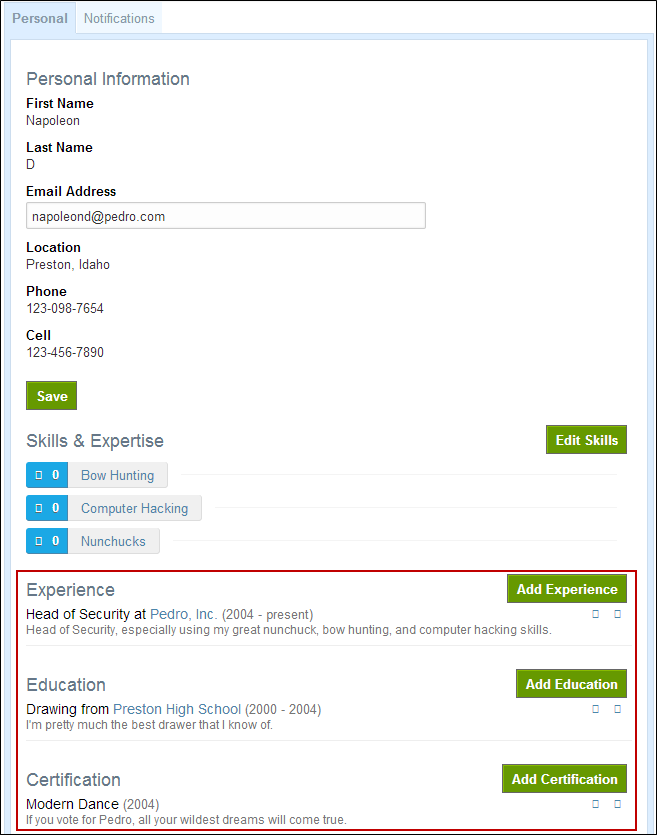 Personal Notifications
Personal Information
First Name
Napoleon
Last Name
D
Email Address
napoleond@pedro.com
Location
Preston, Idaho
Phone
123-098-7654
Cell
123-456-7890
Save
Skills & Expertise Edit Skills
0 Bow Hunting
0 Computer Hacking
0 Nunchucks
Experience Add Experience
Head of Security at Pedro, Inc. (2004 - present)
Head of Security, especially using my great nunchuck, bow hunting, and computer hacking skills.
Education Add Education
Drawing from Preston High School (2000 - 2004)
I'm pretty much the best drawer that I know of.
Certification Add Certification
Modern Dance (2004)
If you vote for Pedro, all your wildest dreams will come true.